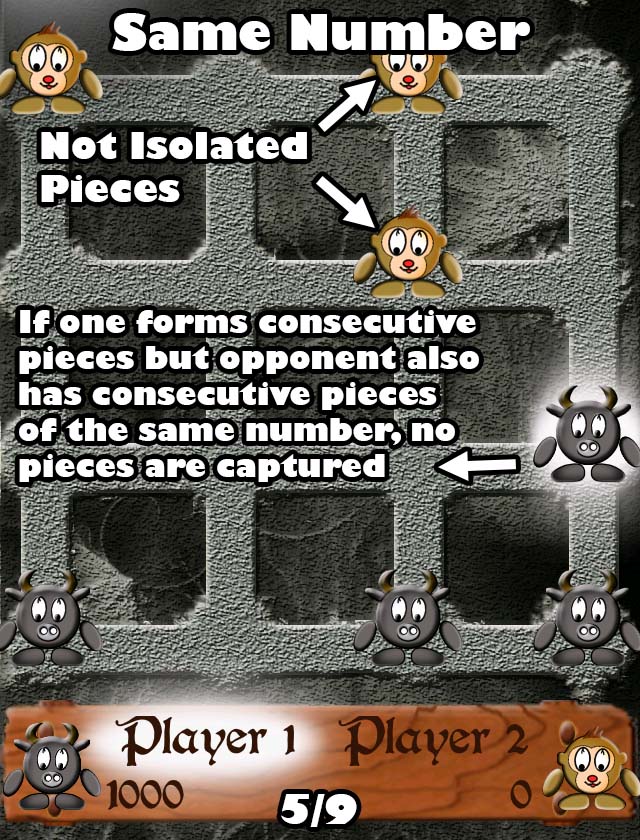 Same Number
Not Isolated
Pieces
If one forms consecutive
pieces but opponent also
has consecutive pieces
of the same number, no
pieces are captured
Player 1 Player 2
1000 0
5/9